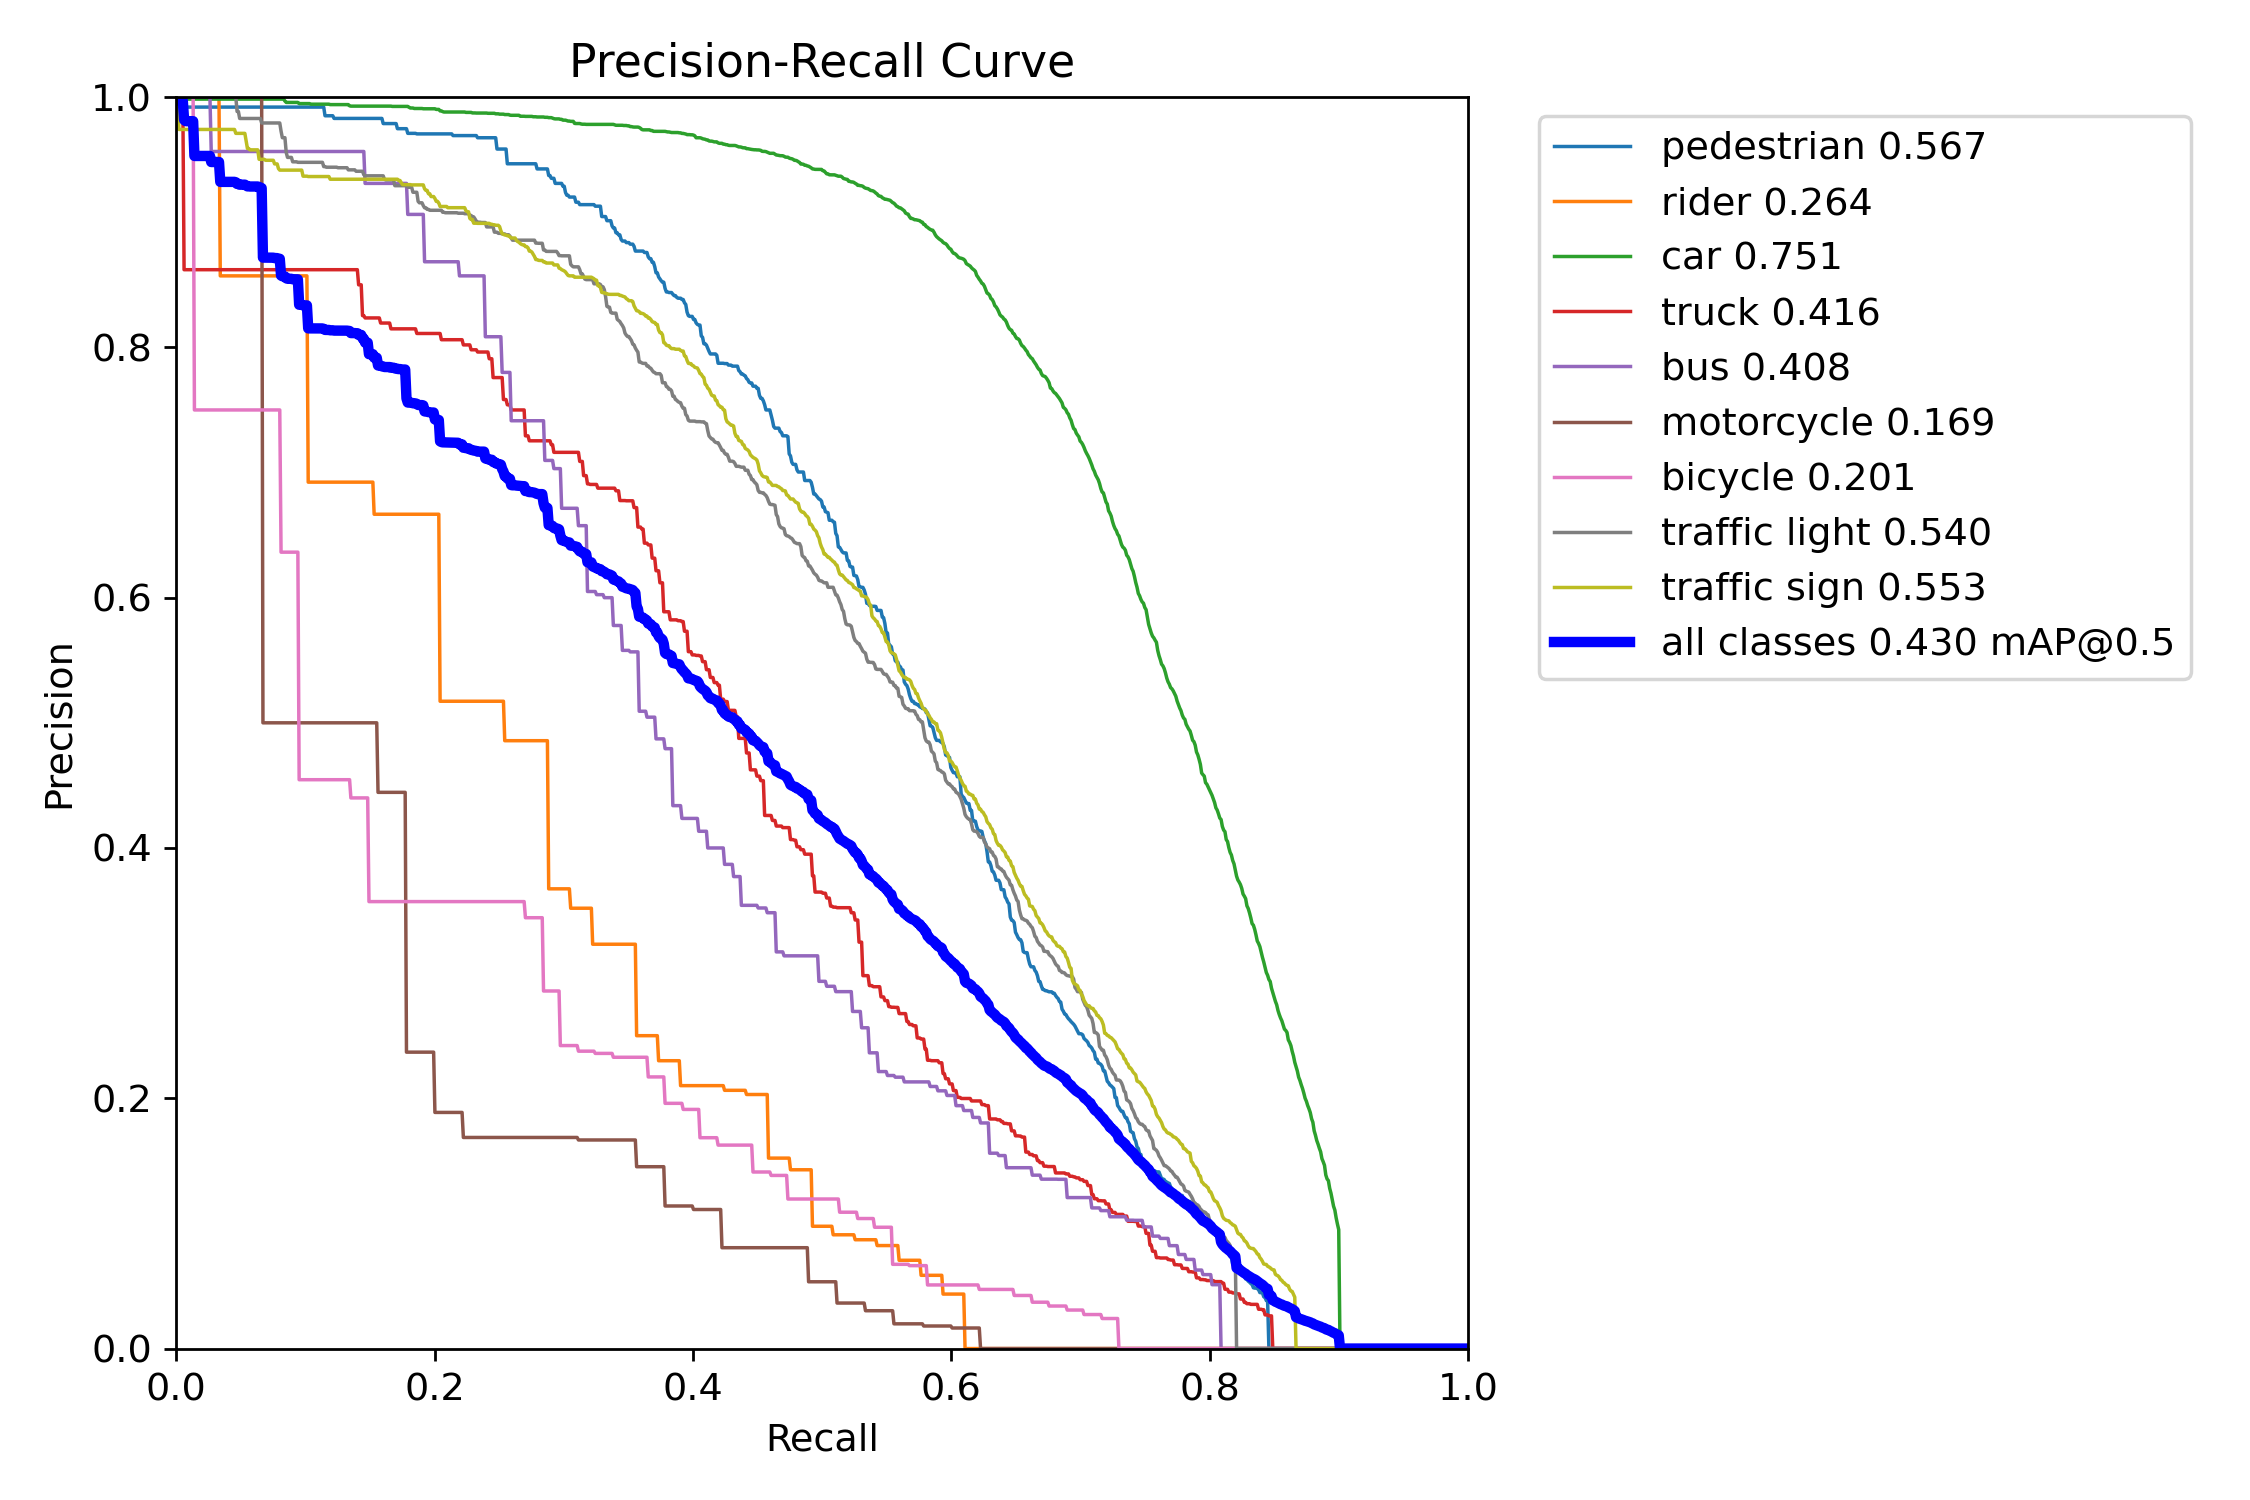 Precision-Recall Curve
1.0
0.8
0.6
0.4
0.2
0.0
Precision
0.0 0.2 0.4 0.6 0.8 1.0
Recall
pedestrian 0.567
rider 0.264
car 0.751
truck 0.416
bus 0.408
motorcycle 0.169
bicycle 0.201
traffic light 0.540
traffic sign 0.553
all classes 0.430 mAP@0.5